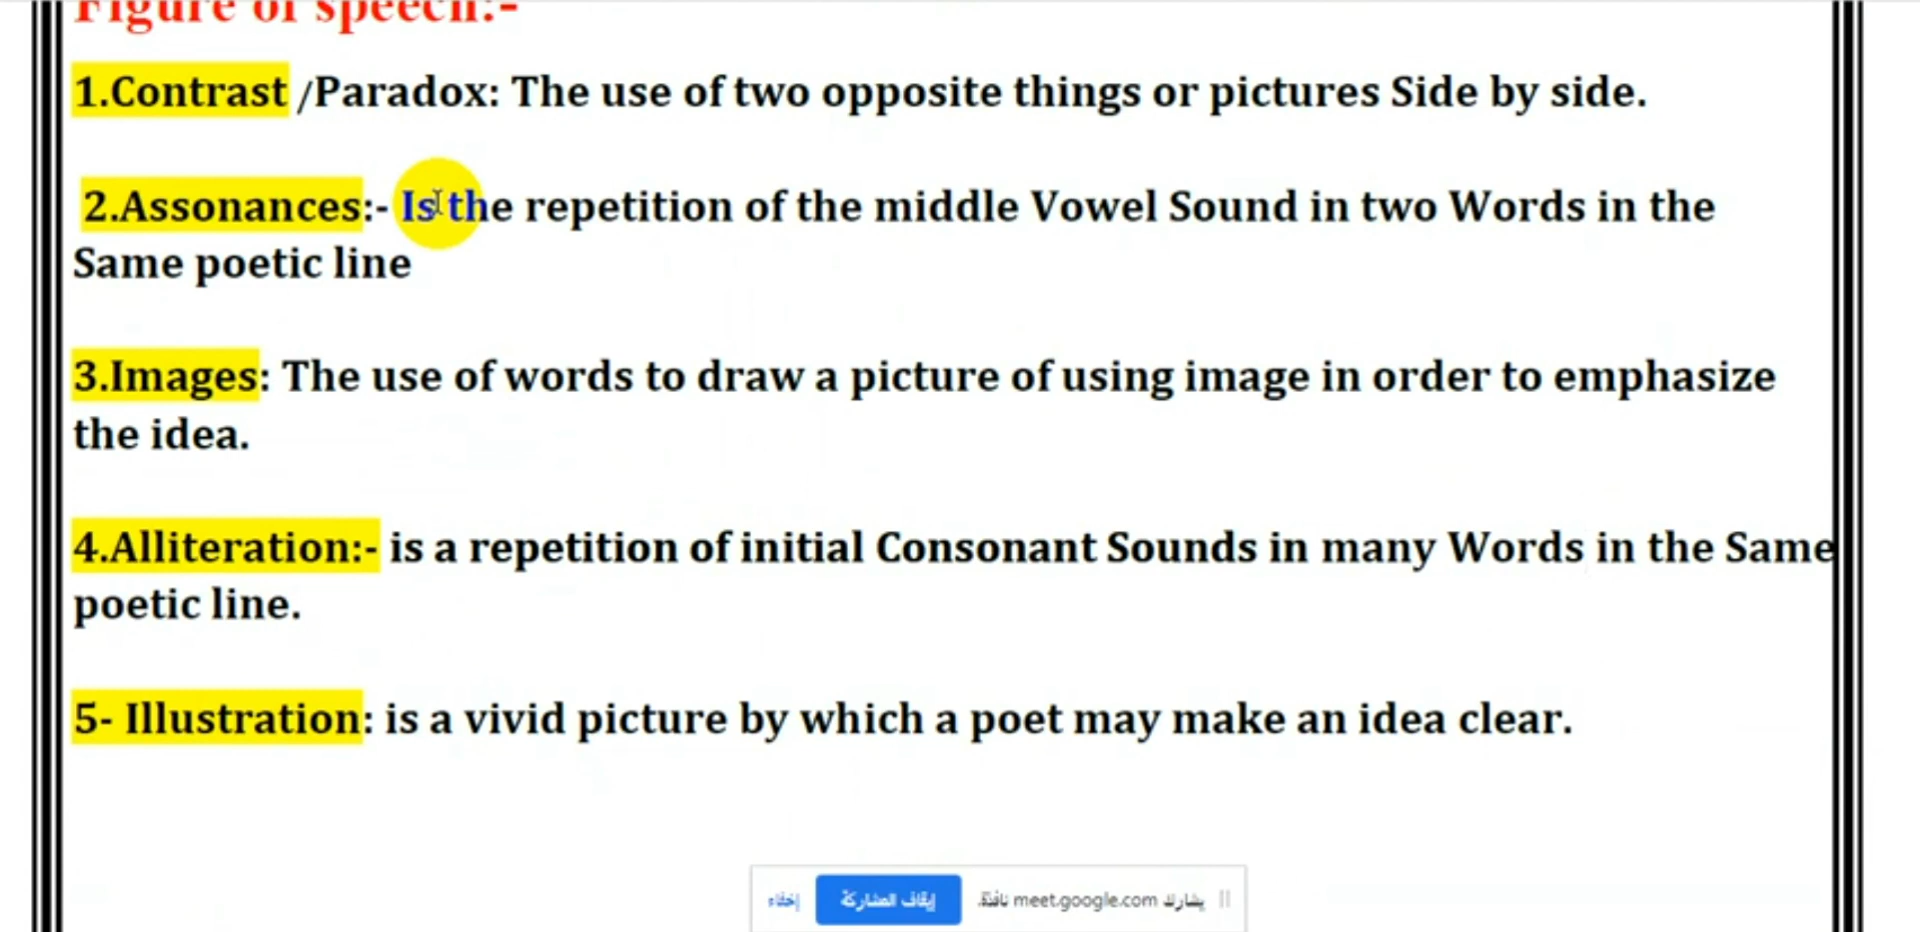 Figure of speech:-
1.Contrast /Paradox: The use of two opposite things or pictures Side by side.
2.Assonances:- Is the repetition of the middle Vowel Sound in two Words in the
Same poetic line
3.Images: The use of words to draw a picture of using image in order to emphasize
the idea.
4.Alliteration:- is a repetition of initial Consonant Sounds in many Words in the Same
poetic line.
5- Illustration: is a vivid picture by which a poet may make an idea clear.
يشارك meet.google.com نافذة.
إيقاف المشاركة
إخفاء